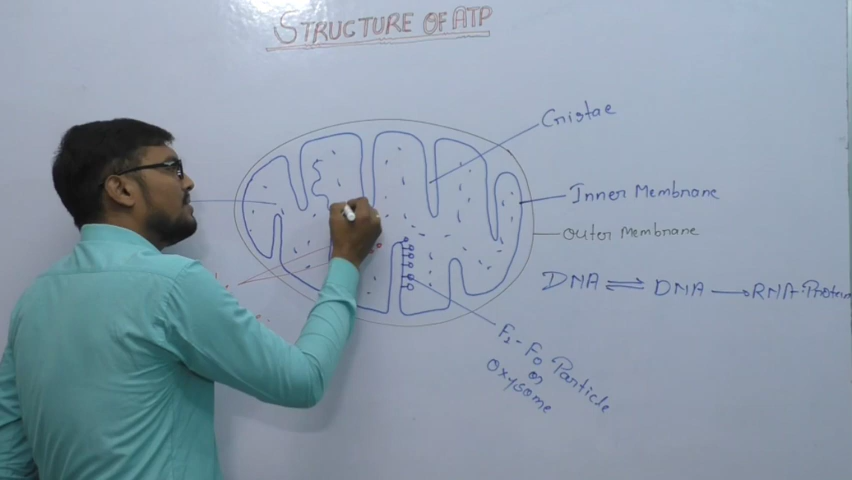 STRUCTURE OF ATP
Cristae
Inner Membrane
Outer Membrane
DNA ⇌ DNA → RNA Protein
F1 - F0 Particle
or
Oxysome